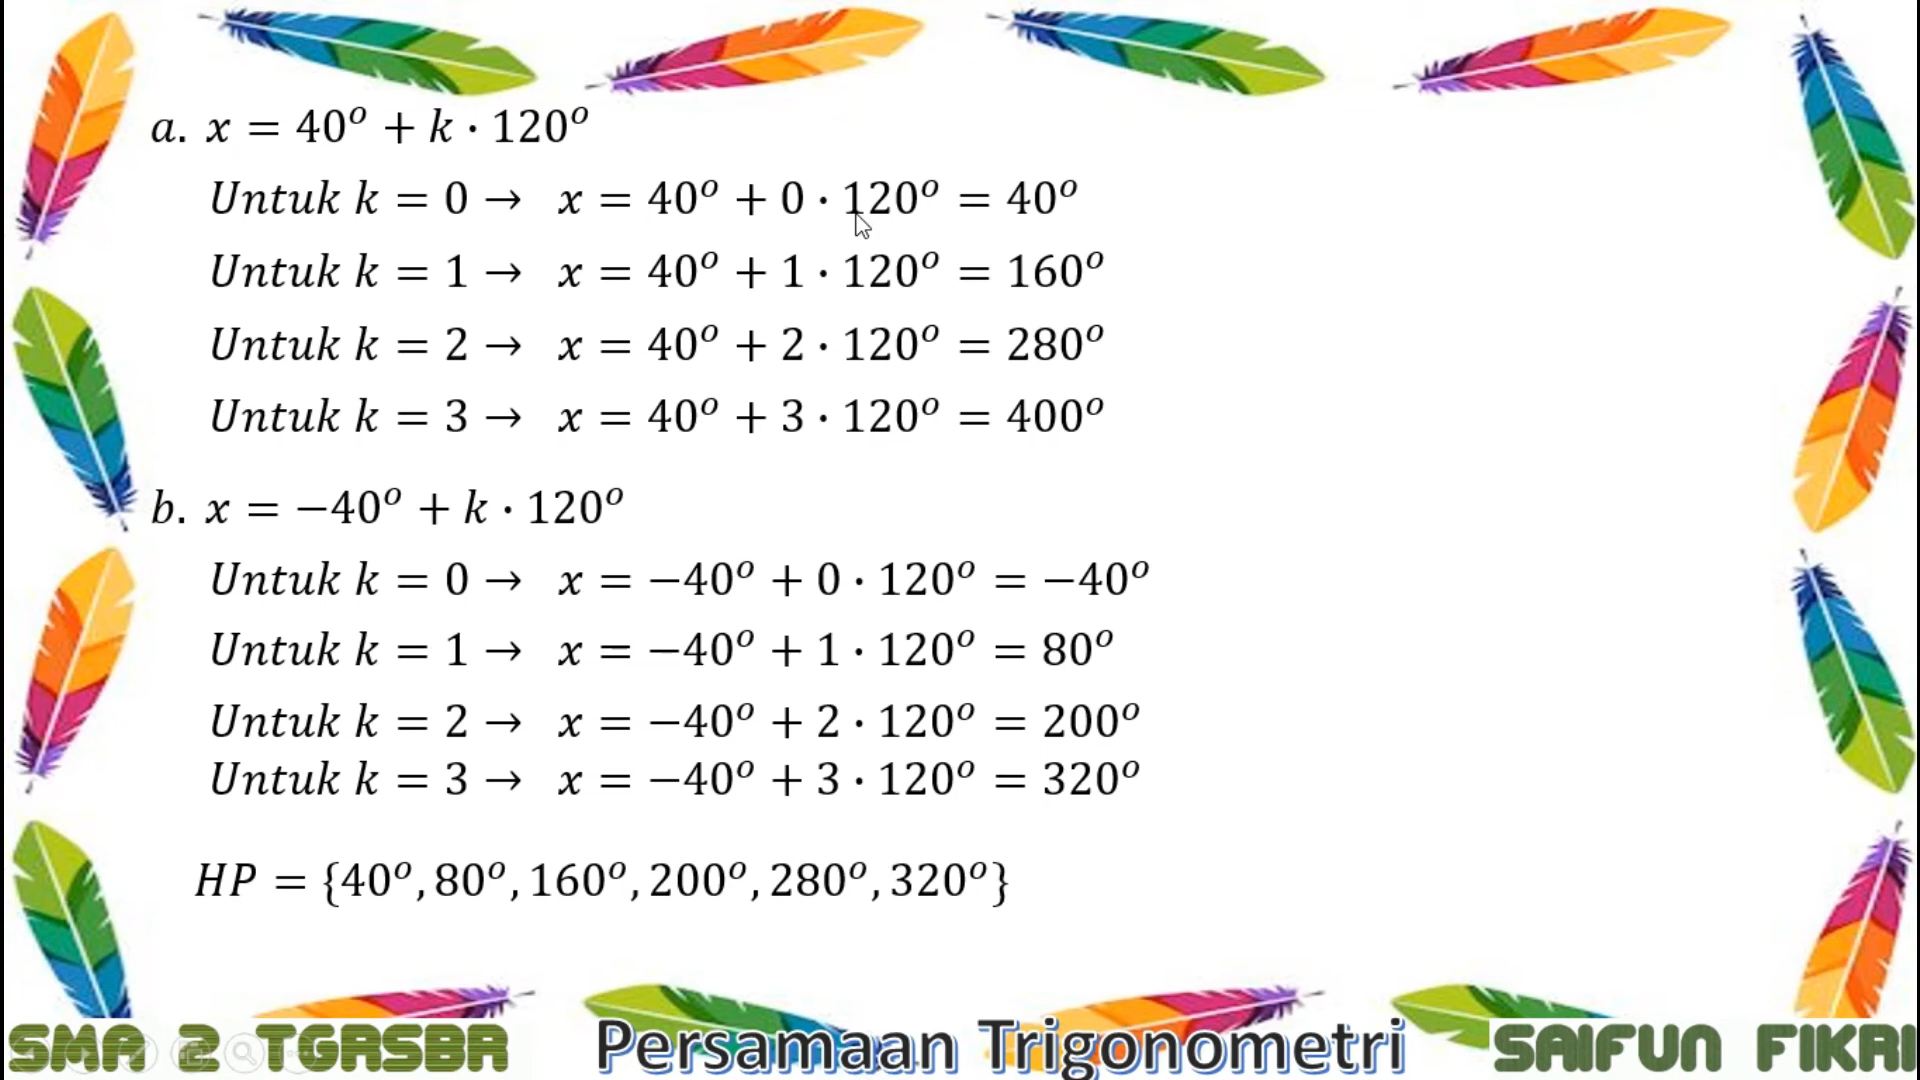 a. x = 40° + k · 120°
Untuk k = 0 → x = 40° + 0 · 120° = 40°
Untuk k = 1 → x = 40° + 1 · 120° = 160°
Untuk k = 2 → x = 40° + 2 · 120° = 280°
Untuk k = 3 → x = 40° + 3 · 120° = 400°
b. x = −40° + k · 120°
Untuk k = 0 → x = −40° + 0 · 120° = −40°
Untuk k = 1 → x = −40° + 1 · 120° = 80°
Untuk k = 2 → x = −40° + 2 · 120° = 200°
Untuk k = 3 → x = −40° + 3 · 120° = 320°
HP = {40°, 80°, 160°, 200°, 280°, 320°}
SMA 2 TGRSBR Persamaan Trigonometri SAIFUN FIKRI